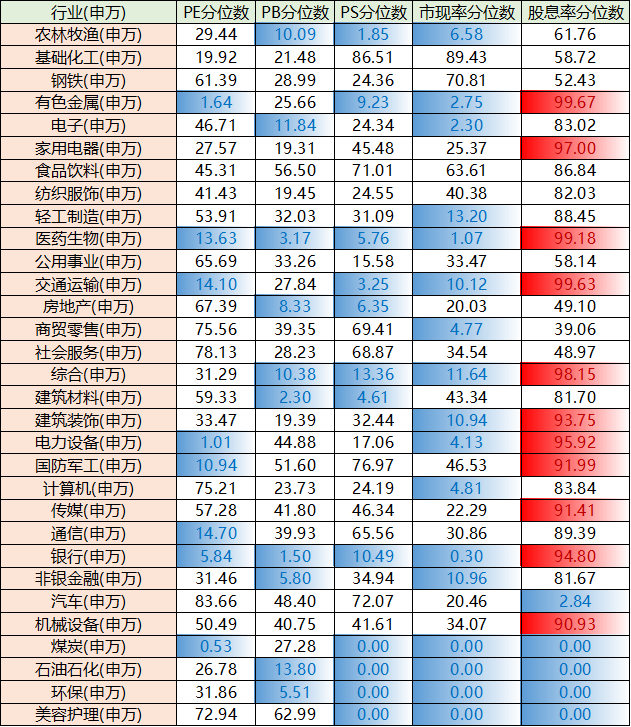 行业(申万) PE分位数 PB分位数 PS分位数 市现率分位数 股息率分位数
农林牧渔(申万) 29.44 10.09 1.85 6.58 61.76
基础化工(申万) 19.92 21.48 86.51 89.43 58.72
钢铁(申万) 61.39 28.99 24.36 70.81 52.43
有色金属(申万) 1.64 25.66 9.23 2.75 99.67
电子(申万) 46.71 11.84 24.34 2.30 83.02
家用电器(申万) 27.57 19.31 45.48 25.37 97.00
食品饮料(申万) 45.31 56.50 71.01 63.61 86.84
纺织服饰(申万) 41.43 19.45 24.55 40.38 82.03
轻工制造(申万) 53.91 32.03 31.09 13.20 88.45
医药生物(申万) 13.63 3.17 5.76 1.07 99.18
公用事业(申万) 65.69 33.26 15.58 33.47 58.14
交通运输(申万) 14.10 27.84 3.25 10.12 99.63
房地产(申万) 67.39 8.33 6.35 20.03 49.10
商贸零售(申万) 75.56 39.35 69.41 4.77 39.06
社会服务(申万) 78.13 28.23 68.87 34.54 48.97
综合(申万) 31.29 10.38 13.36 11.64 98.15
建筑材料(申万) 59.33 2.30 4.61 43.34 81.70
建筑装饰(申万) 33.47 19.39 32.44 10.94 93.75
电力设备(申万) 1.01 44.88 17.06 4.13 95.92
国防军工(申万) 10.94 51.60 76.97 46.53 91.99
计算机(申万) 75.21 23.73 24.19 4.81 83.84
传媒(申万) 57.28 41.80 46.34 22.29 91.41
通信(申万) 14.70 39.93 65.56 30.86 89.39
银行(申万) 5.84 1.50 10.49 0.30 94.80
非银金融(申万) 31.46 5.80 34.94 10.96 81.67
汽车(申万) 83.66 48.40 72.07 20.46 2.84
机械设备(申万) 50.49 40.75 41.61 34.07 90.93
煤炭(申万) 0.53 27.28 0.00 0.00 0.00
石油石化(申万) 26.78 13.80 0.00 0.00 0.00
环保(申万) 31.86 5.51 0.00 0.00 0.00
美容护理(申万) 72.94 62.99 0.00 0.00 0.00